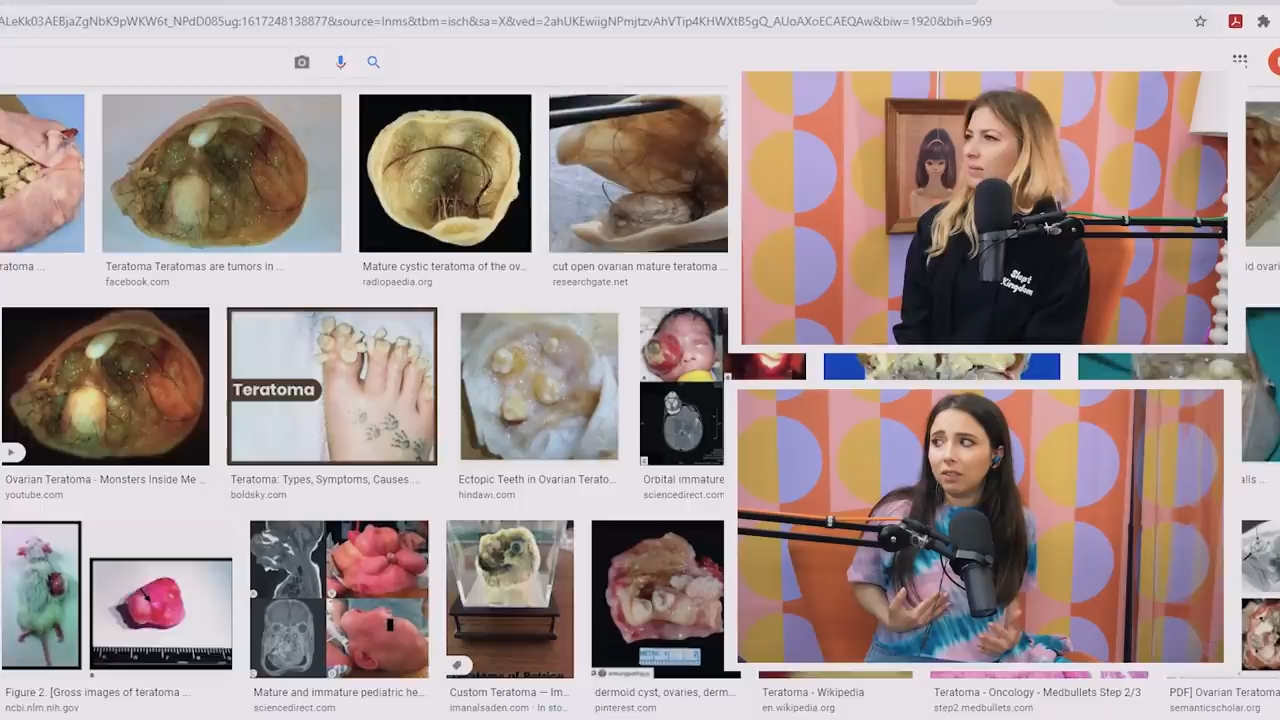 ALeKk03AEBjaZgNbK9pWKW6t_NPdD085ug:1617248138877&source=lnms&tbm=isch&sa=X&ved=2ahUKEwiigNPmjtzvAhVTip4KHWXtB5gQ_AUoAXoECAEQAw&biw=1920&bih=969
ratoma ...
Teratoma Teratomas are tumors in ...
facebook.com
Mature cystic teratoma of the ov...
radiopaedia.org
cut open ovarian mature teratoma ...
researchgate.net
Slept
Kingdom
Teratoma
Ovarian Teratoma - Monsters Inside Me ...
youtube.com
Teratoma: Types, Symptoms, Causes ...
boldsky.com
Ectopic Teeth in Ovarian Terato...
hindawi.com
Orbital immature
sciencedirect.com
Figure 2. [Gross images of teratoma ...
ncbi.nlm.nih.gov
Mature and immature pediatric he...
sciencedirect.com
Custom Teratoma — Im...
imanalsaden.com · In sto...
dermoid cyst, ovaries, derm...
pinterest.com
Teratoma - Wikipedia
en.wikipedia.org
Teratoma - Oncology - Medbullets Step 2/3
step2.medbullets.com
PDF] Ovarian Teratoma
semanticscholar.org